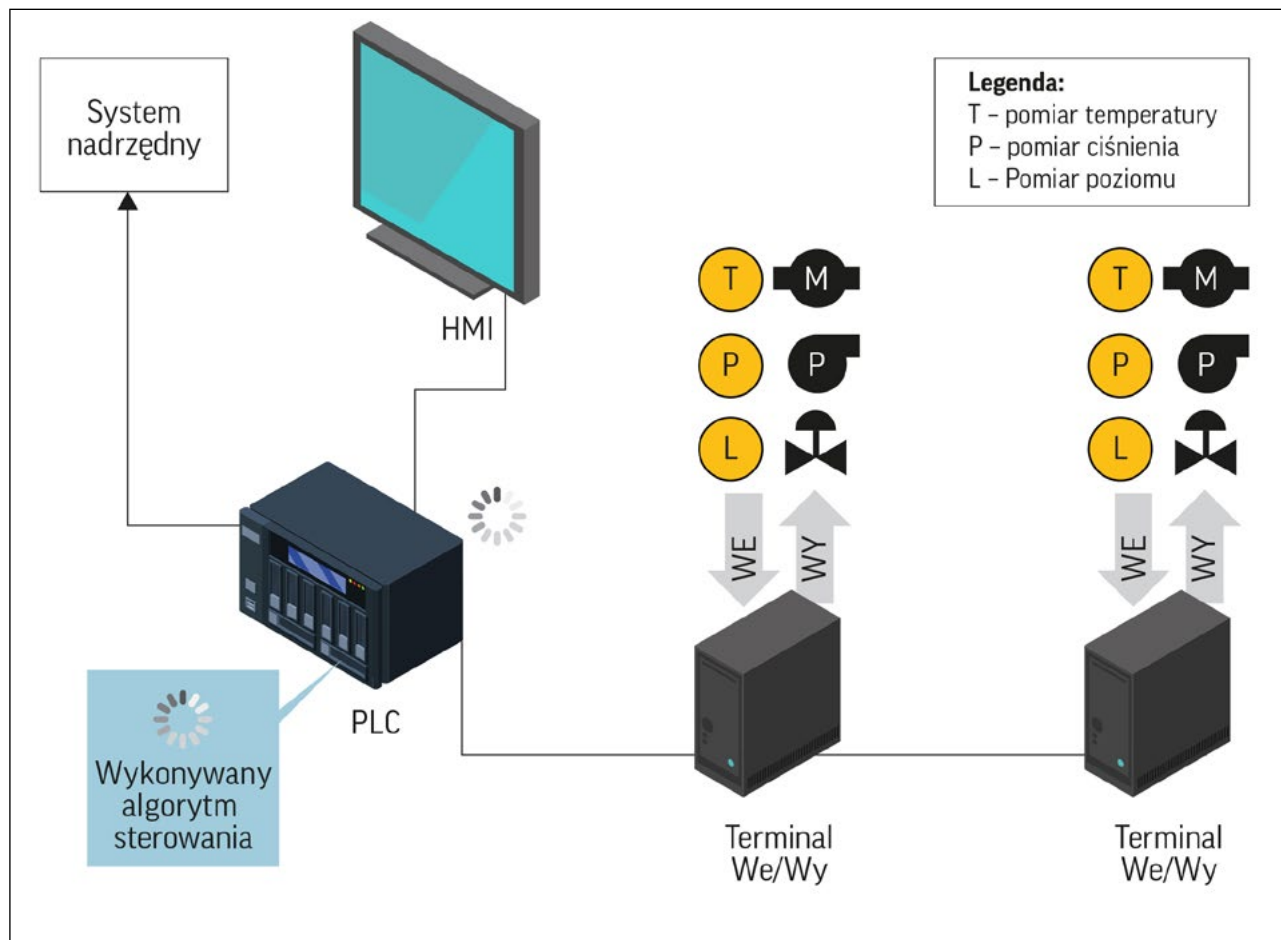 System
nadrzędny
Legenda:
T – pomiar temperatury
P – pomiar ciśnienia
L – Pomiar poziomu
HMI
T
M
P
P
L
WE
WY
T
M
P
P
L
WE
WY
PLC
Wykonywany
algorytm
sterowania
Terminal
We/Wy
Terminal
We/Wy